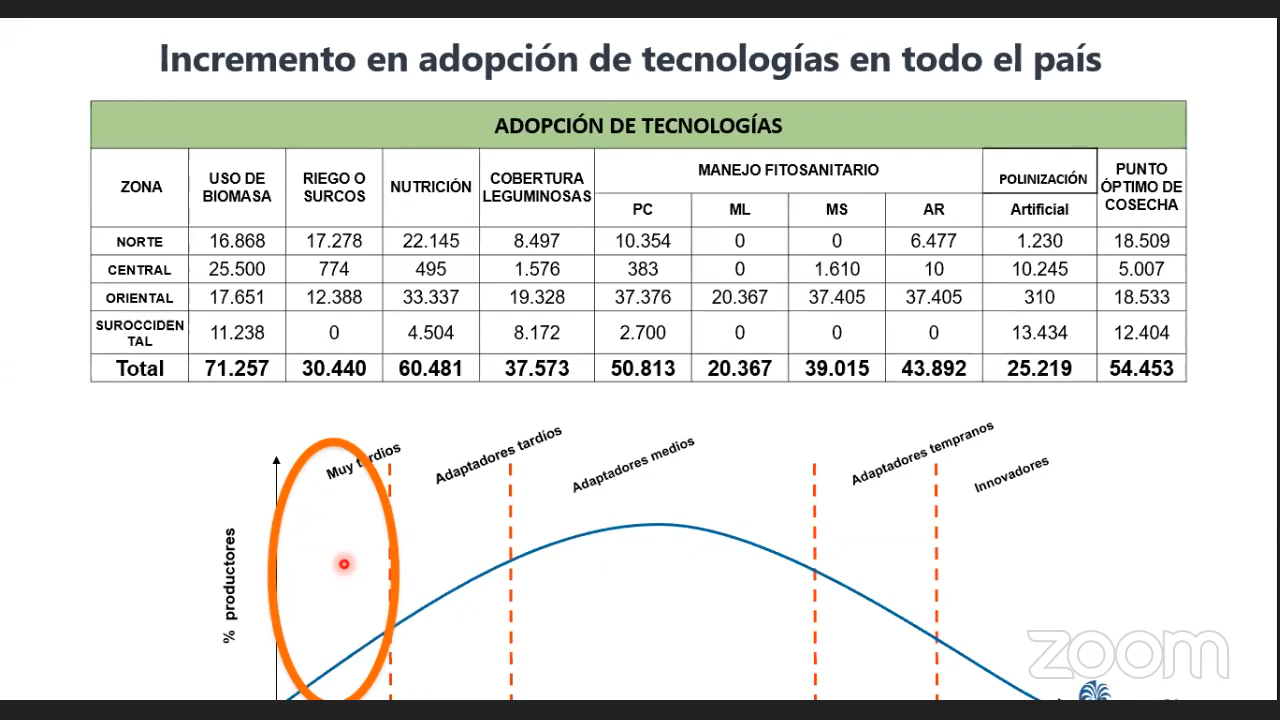 Incremento en adopción de tecnologías en todo el país
ADOPCIÓN DE TECNOLOGÍAS
ZONA USO DE BIOMASA RIEGO O SURCOS NUTRICIÓN COBERTURA LEGUMINOSAS MANEJO FITOSANITARIO POLINIZACIÓN PUNTO ÓPTIMO DE COSECHA
PC ML MS AR Artificial
NORTE 16.868 17.278 22.145 8.497 10.354 0 0 6.477 1.230 18.509
CENTRAL 25.500 774 495 1.576 383 0 1.610 10 10.245 5.007
ORIENTAL 17.651 12.388 33.337 19.328 37.376 20.367 37.405 37.405 310 18.533
SUROCCIDEN
TAL 11.238 0 4.504 8.172 2.700 0 0 0 13.434 12.404
Total 71.257 30.440 60.481 37.573 50.813 20.367 39.015 43.892 25.219 54.453
Muy tardios
Adaptadores tardios
Adaptadores medios
Adaptadores tempranos
Innovadores
% productores
zoom